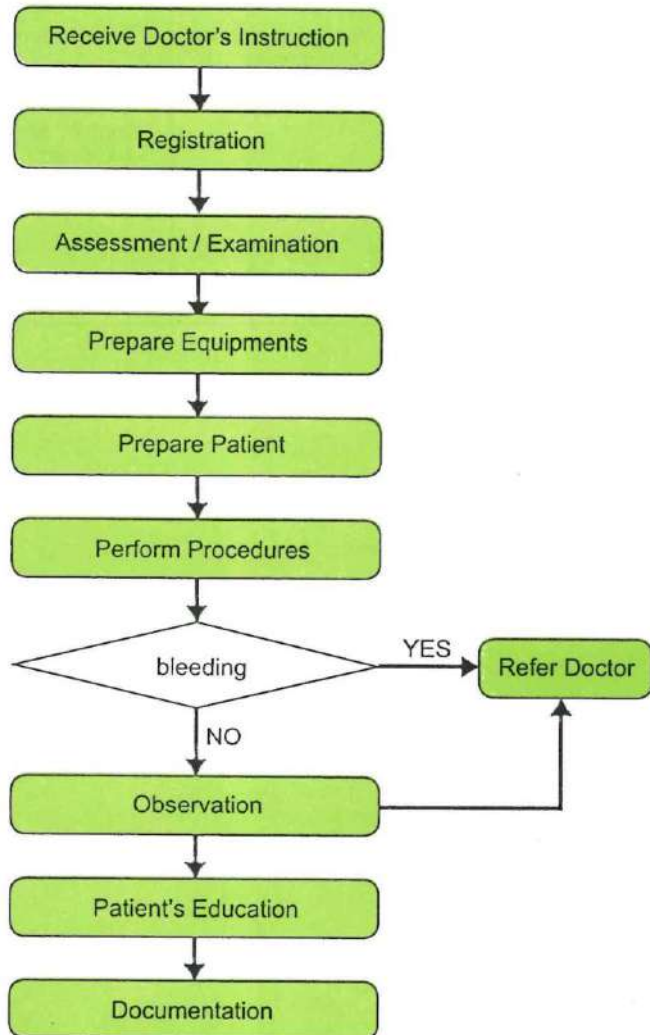 Receive Doctor's Instruction
Registration
Assessment / Examination
Prepare Equipments
Prepare Patient
Perform Procedures
bleeding
YES
Refer Doctor
NO
Observation
Patient's Education
Documentation